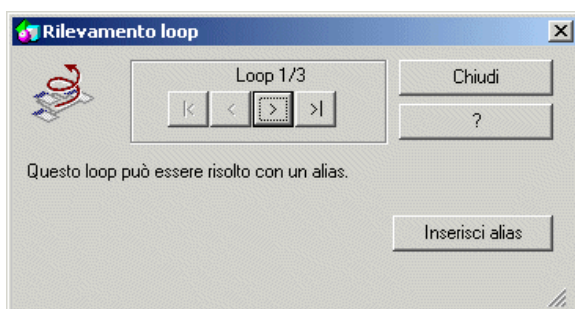 Rilevamento loop
Loop 1/3
|< < > >|
Chiudi
?
Questo loop può essere risolto con un alias.
Inserisci alias